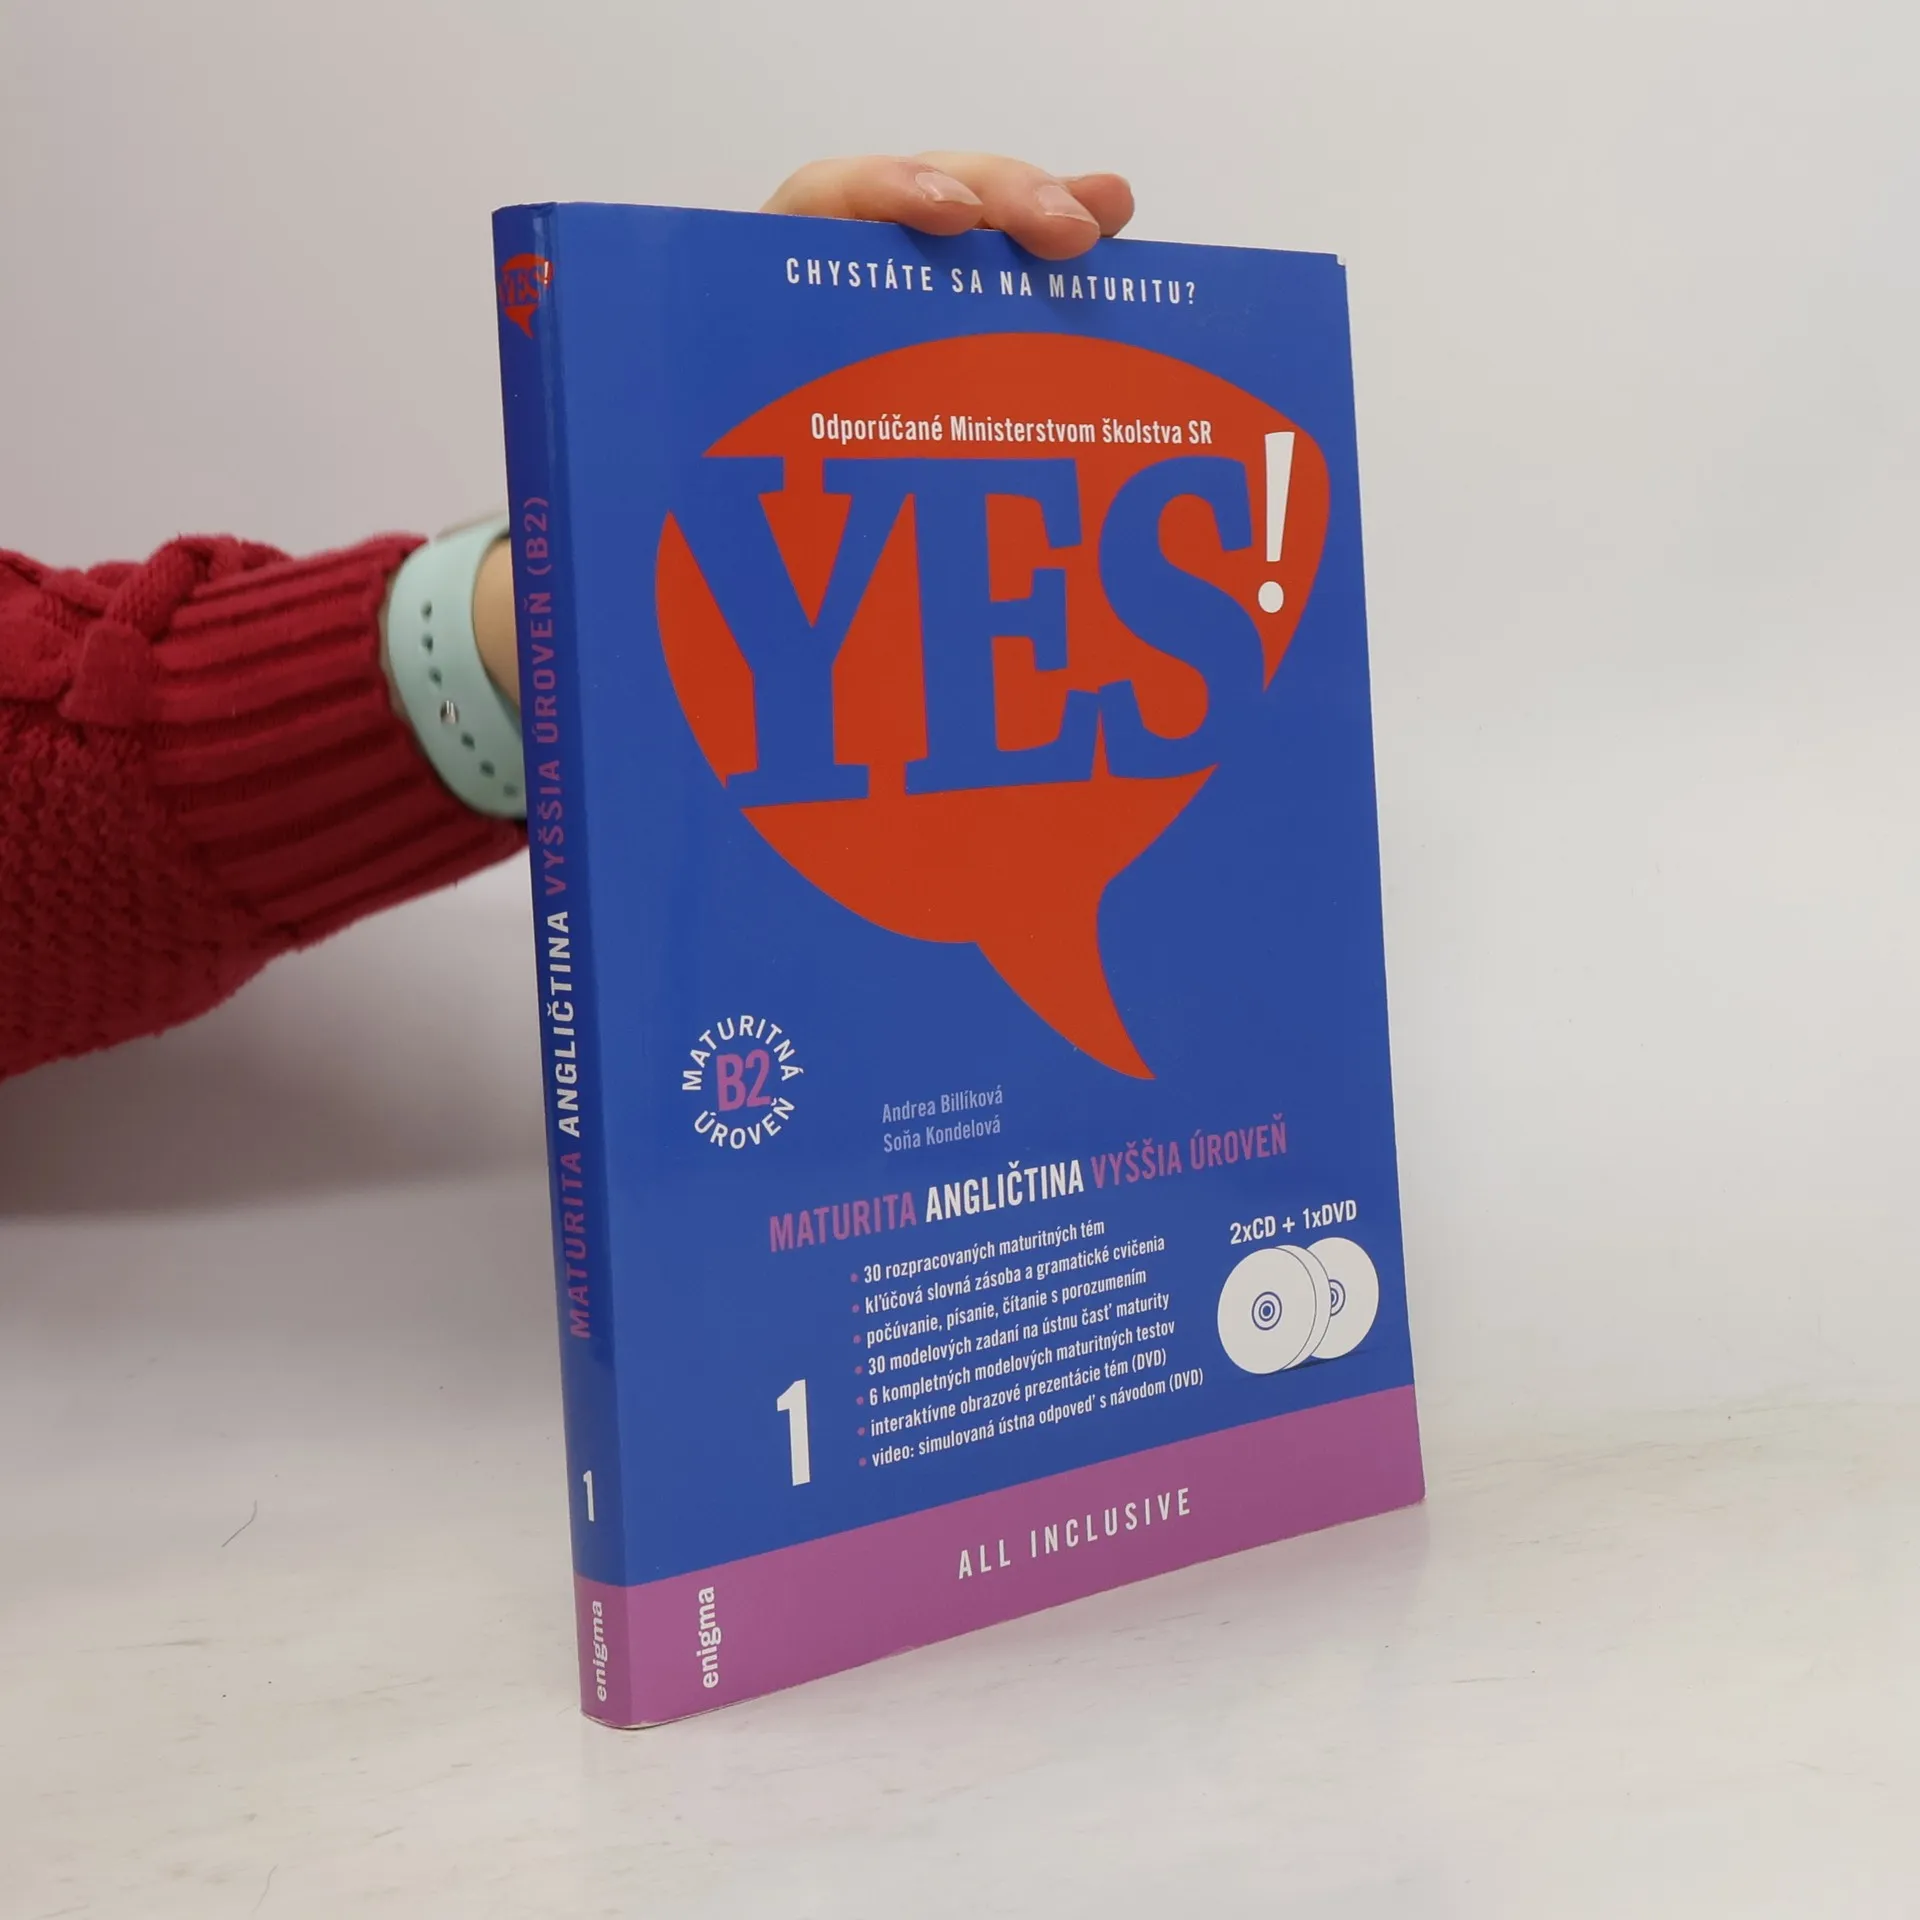 CHYSTÁTE SA NA MATURITU?
Odporúčané Ministerstvom školstva SR
YES!
MATURITNÁ
B2
ÚROVEŇ
Andrea Billíková
Soňa Kondelová
MATURITA ANGLIČTINA VYŠŠIA ÚROVEŇ
• 30 rozpracovaných maturitných tém
• kľúčová slovná zásoba a gramatické cvičenia
• počúvanie, písanie, čítanie s porozumením
• 30 modelových zadaní na ústnu časť maturity
• 6 kompletných modelových maturitných testov
• interaktívne obrazové prezentácie tém (DVD)
• video: simulovaná ústna odpoveď s návodom (DVD)
2xCD + 1xDVD
1
ALL INCLUSIVE
enigma
YES!
MATURITA ANGLIČTINA VYŠŠIA ÚROVEŇ (B2)
1
enigma